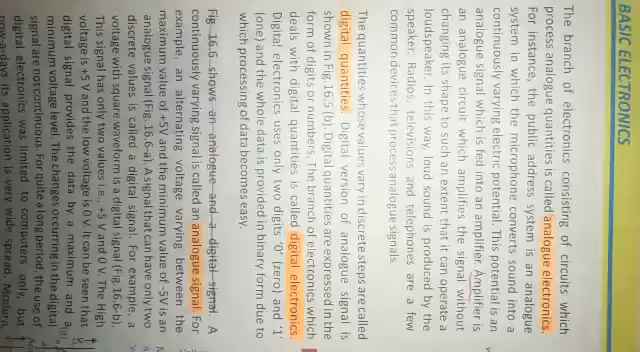 BASIC ELECTRONICS
The branch of electronics consisting of circuits which
process analogue quantities is called analogue electronics.
For instance, the public address system is an analogue
system in which the microphone converts sound into a
continuously varying electric potential. This potential is an
analogue signal which is fed into an amplifier. Amplifier is
an analogue circuit which amplifies the signal without
changing its shape to such an extent that it can operate a
loudspeaker. In this way, loud sound is produced by the
speaker. Radios, televisions and telephones are a few
common devices that process analogue signals.
The quantities whose values vary in discrete steps are called
digital quantities. Digital version of analogue signal is
shown in Fig.16.5 (b). Digital quantities are expressed in the
form of digits or numbers. The branch of electronics which
deals with digital quantities is called digital electronics.
Digital electronics uses only two digits '0' (zero) and '1'
(one) and the whole data is provided in binary form due to
which processing of data becomes easy.
Fig. 16.6 shows an analogue and a digital signal. A
continuously varying signal is called an analogue signal. For
example, an alternating voltage varying between the
maximum value of +5V and the minimum value of -5V is an
analogue signal (Fig. 16.6-a). A signal that can have only two
discrete values is called a digital signal. For example, a
voltage with square waveform is a digital signal (Fig. 16.6-b).
This signal has only two values i.e., +5 V and 0 V. The High
voltage is +5 V and the low voltage is 0 V. It can be seen that
digital signal provides the data by a maximum and a
minimum voltage level. The changes occurring in the digital
signal are not continuous. For quite a long period, the use of
digital electronics was limited to computers only, but
now-a-days its application is very wide spread. Modern